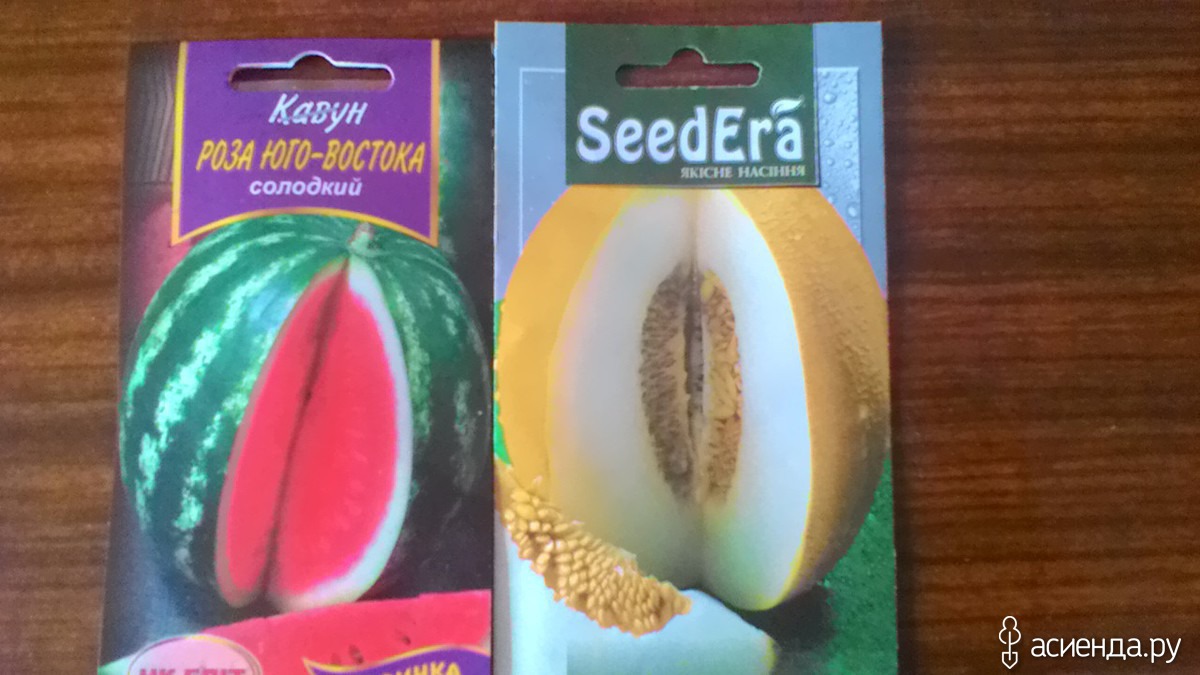 Кавун
РОЗА ЮГО-ВОСТОКА
солодкий
SeedEra
ЯКІСНЕ НАСІННЯ
асиенда.ру